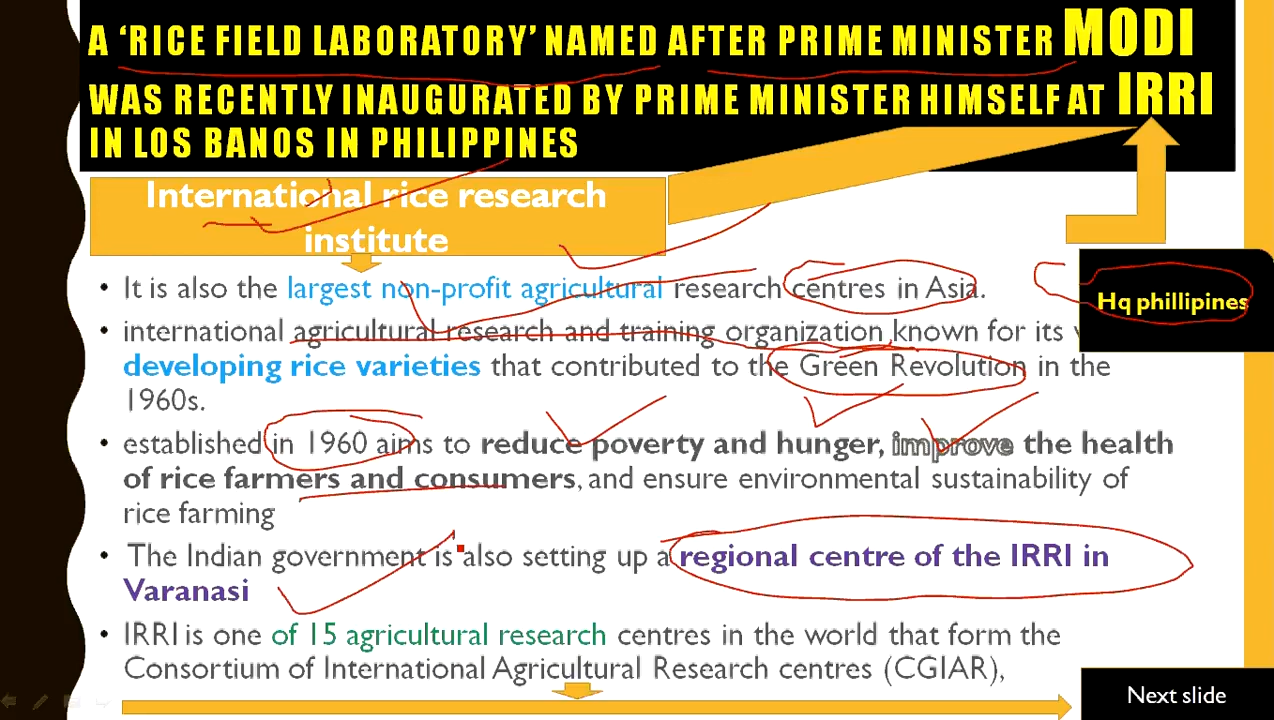 A ‘RICE FIELD LABORATORY’ NAMED AFTER PRIME MINISTER MODI
WAS RECENTLY INAUGURATED BY PRIME MINISTER HIMSELF AT IRRI
IN LOS BANOS IN PHILIPPINES
International rice research
institute
Hq phillipines
• It is also the largest non-profit agricultural research centres in Asia.
• international agricultural research and training organization known for its
developing rice varieties that contributed to the Green Revolution in the
1960s.
• established in 1960 aims to reduce poverty and hunger, improve the health
of rice farmers and consumers, and ensure environmental sustainability of
rice farming
• The Indian government is also setting up a regional centre of the IRRI in
Varanasi
• IRRI is one of 15 agricultural research centres in the world that form the
Consortium of International Agricultural Research centres (CGIAR),
Next slide